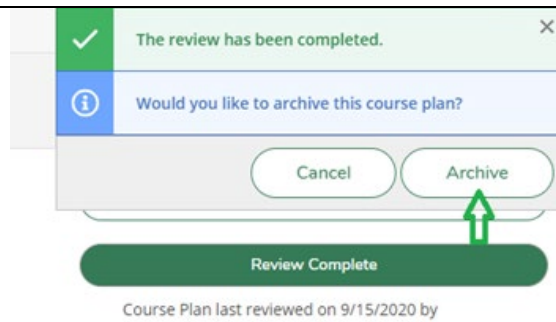 The review has been completed.
Would you like to archive this course plan?
Cancel Archive
Review Complete
Course Plan last reviewed on 9/15/2020 by